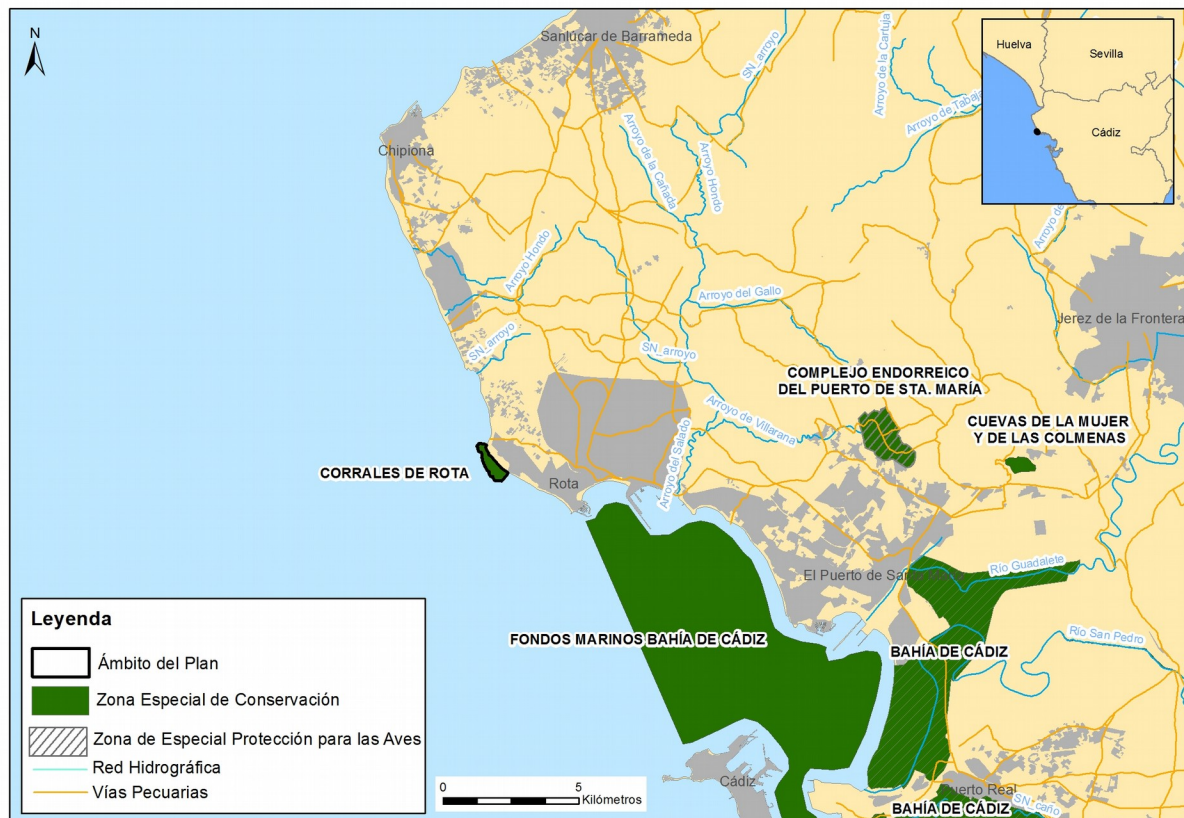 N
Sanlúcar de Barrameda
SN_arroyo
Arroyo de la Cartuja
Arroyo de Tabaja
Huelva
Sevilla
Cádiz
Chipiona
Arroyo de la Cañada
Arroyo Hondo
Arroyo de
Arroyo Hondo
Arroyo del Gallo
Jerez de la Frontera
SN_arroyo
SN_arroyo
COMPLEJO ENDORREICO
DEL PUERTO DE STA. MARÍA
Arroyo de Villarana
CUEVAS DE LA MUJER
Y DE LAS COLMENAS
CORRALES DE ROTA
Rota
Arroyo del Salado
El Puerto de Santa
Río Guadalete
FONDOS MARINOS BAHÍA DE CÁDIZ
BAHÍA DE CÁDIZ
Río San Pedro
Leyenda
Ámbito del Plan
Zona Especial de Conservación
Zona de Especial Protección para las Aves
Red Hidrográfica
Vías Pecuarias
0 5
Kilómetros
Cádiz
Puerto Real
BAHÍA DE CÁDIZ
SN_caño